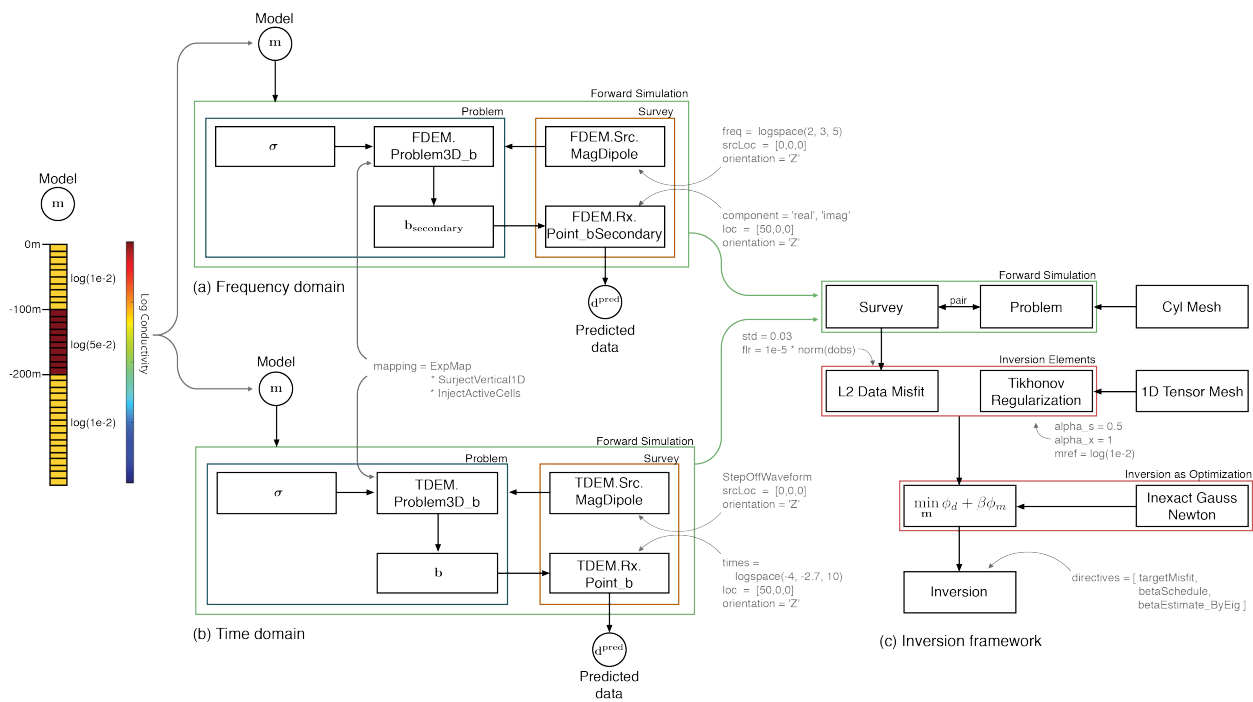 Model
m
0m
-100m
-200m
log(1e-2)
log(5e-2)
log(1e-2)
Log Conductivity
Model
m
Forward Simulation
Problem
Survey
σ
FDEM.
Problem3D_b
FDEM.Src.
MagDipole
b_secondary
FDEM.Rx.
Point_bSecondary
freq = logspace(2, 3, 5)
srcLoc = [0,0,0]
orientation = 'Z'
component = 'real', 'imag'
loc = [50,0,0]
orientation = 'Z'
(a) Frequency domain
d^pred
Predicted
data
mapping = ExpMap
* SurjectVertical1D
* InjectActiveCells
Model
m
Forward Simulation
Problem
Survey
σ
TDEM.
Problem3D_b
TDEM.Src.
MagDipole
b
TDEM.Rx.
Point_b
StepOffWaveform
srcLoc = [0,0,0]
orientation = 'Z'
times =
logspace(-4, -2.7, 10)
loc = [50,0,0]
orientation = 'Z'
(b) Time domain
d^pred
Predicted
data
Forward Simulation
Survey
pair
Problem
Cyl Mesh
std = 0.03
flr = 1e-5 * norm(dobs)
Inversion Elements
L2 Data Misfit
Tikhonov
Regularization
1D Tensor Mesh
alpha_s = 0.5
alpha_x = 1
mref = log(1e-2)
Inversion as Optimization
min ϕ_d + βϕ_m
m
Inexact Gauss
Newton
Inversion
directives = [ targetMisfit,
betaSchedule,
betaEstimate_ByEig ]
(c) Inversion framework